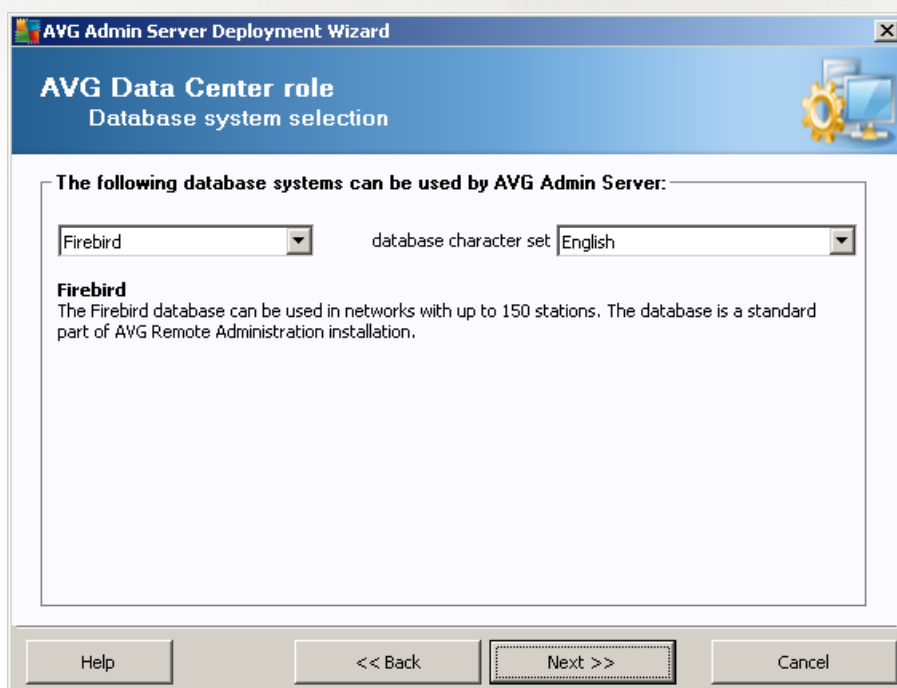 AVG Admin Server Deployment Wizard
AVG Data Center role
Database system selection
The following database systems can be used by AVG Admin Server:
Firebird database character set English
Firebird
The Firebird database can be used in networks with up to 150 stations. The database is a standard
part of AVG Remote Administration installation.
Help << Back Next >> Cancel